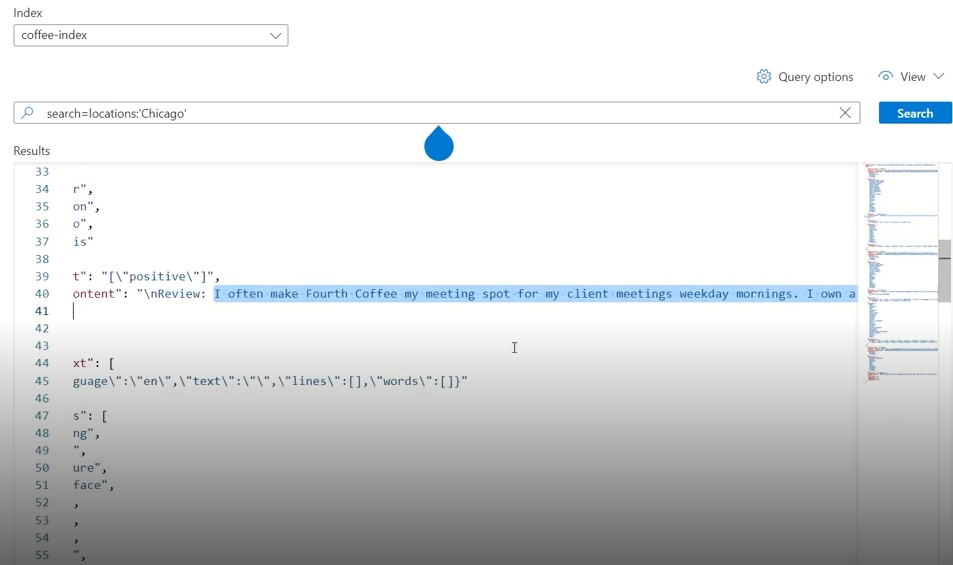 Index
coffee-index
Query options
View
search=locations:'Chicago'
Search
Results
33
34 r",
35 on",
36 o",
37 is"
38
39 t": "[\"positive\"]",
40 ontent": "\nReview: I often make Fourth Coffee my meeting spot for my client meetings weekday mornings. I own a
41
42
43
44 xt": [
45 guage\":\"en\",\"text\":\"\",\"lines\":[],\"words\":[]}"
46
47 s": [
48 ng",
49 ",
50 ure",
51 face",
52 ,
53 ,
54 ,
55 ",